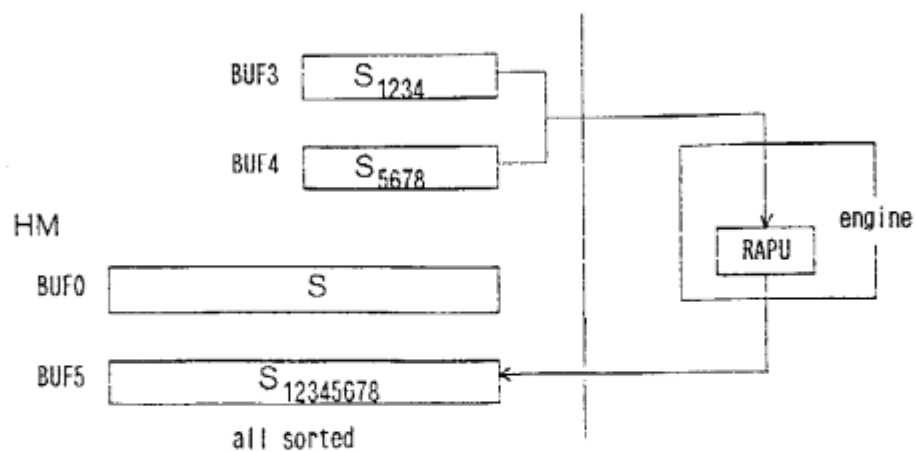 BUF3 S1234
BUF4 S5678
engine
HM
RAPU
BUF0 S
BUF5 S12345678
all sorted